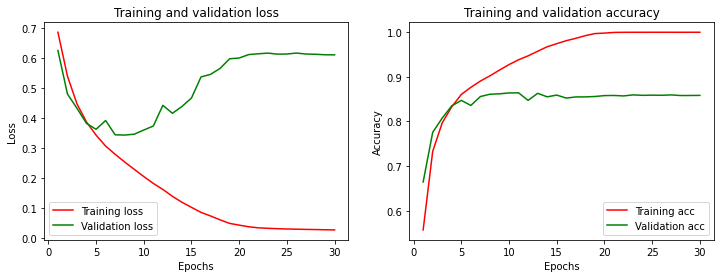 Training and validation loss
0.7
0.6
0.5
0.4
0.3
0.2
0.1
0.0
Loss
Training loss
Validation loss
0 5 10 15 20 25 30
Epochs
Training and validation accuracy
1.0
0.9
0.8
0.7
0.6
Accuracy
Training acc
Validation acc
0 5 10 15 20 25 30
Epochs